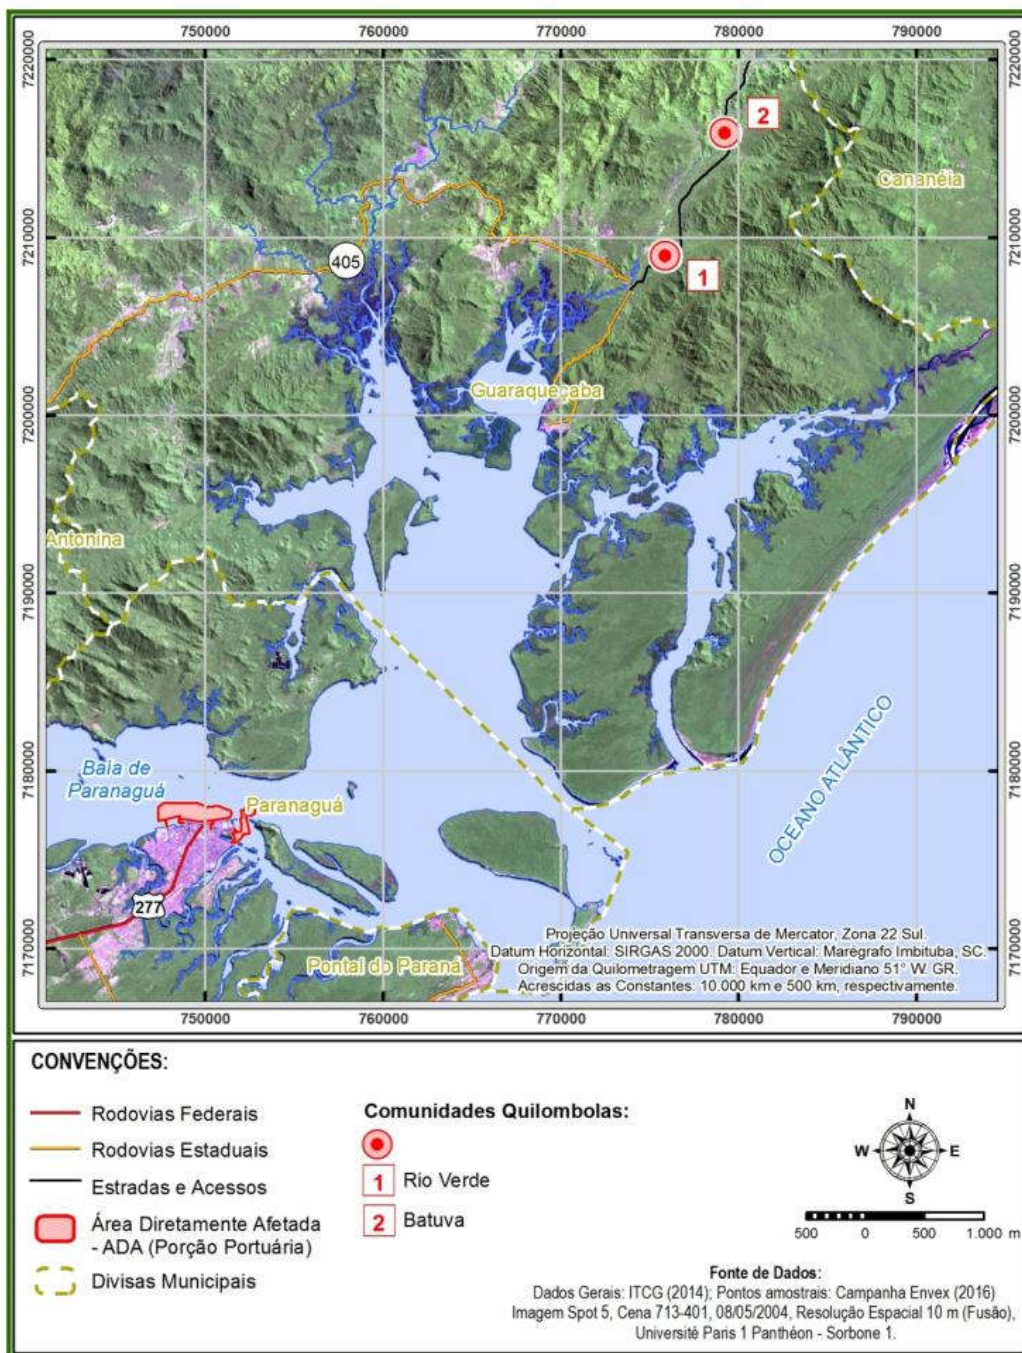 750000 760000 770000 780000 790000
7220000 7220000
2
Cananéia
7210000 7210000
405
1
Guaraqueçaba
7200000 7200000
Antonina
7190000 7190000
OCEANO ATLÂNTICO
7180000 7180000
Baía de
Paranaguá
Paranaguá
277
7170000 7170000
Pontal do Paraná
Projeção Universal Transversa de Mercator, Zona 22 Sul.
Datum Horizontal: SIRGAS 2000. Datum Vertical: Marégrafo Imbituba, SC.
Origem da Quilometragem UTM: Equador e Meridiano 51° W. GR.
Acrescidas as Constantes: 10.000 km e 500 km, respectivamente.
750000 760000 770000 780000 790000
CONVENÇÕES:
Rodovias Federais
Rodovias Estaduais
Estradas e Acessos
Área Diretamente Afetada
- ADA (Porção Portuária)
Divisas Municipais
Comunidades Quilombolas:
1 Rio Verde
2 Batuva
N
W E
S
500 0 500 1.000 m
Fonte de Dados:
Dados Gerais: ITCG (2014); Pontos amostrais: Campanha Envex (2016)
Imagem Spot 5, Cena 713-401, 08/05/2004, Resolução Espacial 10 m (Fusão),
Université Paris 1 Panthéon - Sorbone 1.